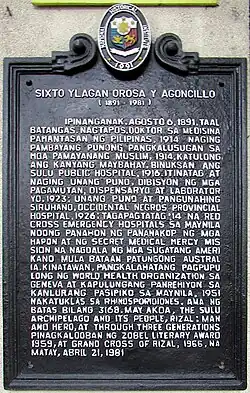 SIXTO YLAGAN OROSA Y AGONCILLO
(1891 - 1981)
IPINANGANAK, AGOSTO 6, 1891, TAAL
BATANGAS. NAGTAPOS, DOKTOR SA MEDISINA
PAMANTASAN NG PILIPINAS, 1914. NAGING
PAMBAYANG PUNONG PANGKALUSUGAN SA
MGA PAMAYANANG MUSLIM, 1914, KATULONG
ANG KANYANG MAYBAHAY. BINUKSAN ANG
SULU PUBLIC HOSPITAL, 1916. ITINATAG AT
NAGING UNANG PUNO, DIBISYON NG MGA
PAGAMUTAN, DISPENSARYO AT LABORATOR
YO, 1923; UNANG PUNO AT PANGUNAHING
SIRUHANO, OCCIDENTAL NEGROS PROVINCIAL
HOSPITAL, 1926; TAGAPAGTATAG 14 NA RED
CROSS EMERGENCY HOSPITALS SA MAYNILA
NOONG PANAHON NG PANANAKOP NG MGA
HAPON AT NG SECRET MEDICAL MERCY MIS
SION NA NAGDALA NG MGA SUGATANG AMERI
KANO MULA BATAAN PATUNGONG AUSTRAL
IA. KINATAWAN, PANGKALAHATANG PAGPUPU
LONG NG WORLD HEALTH ORGANIZATION SA
GENEVA AT KAPULUNGANG PANREHIYON SA
KANLURANG PASIPIKO SA MAYNILA, 1951
NAKATUKLAS SA RHINOSPORIDIONES. AMA NG
BATAS BILANG 3168. MAY AKDA, THE SULU
ARCHIPELAGO AND ITS PEOPLE, RIZAL: MAN
AND HERO, AT THROUGH THREE GENERATIONS
PINAGKALOOBAN NG ZOBEL LITERARY AWARD
1959, AT GRAND CROSS OF RIZAL, 1966. NA
MATAY, ABRIL 21, 1981